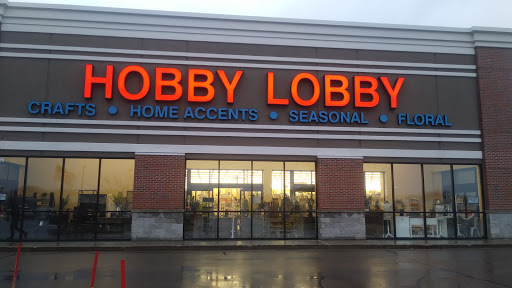 HOBBY LOBBY
CRAFTS • HOME ACCENTS • SEASONAL • FLORAL